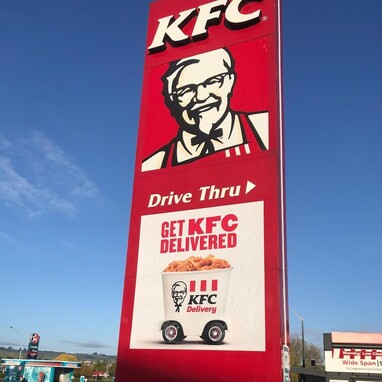 KFC
Drive Thru
GET KFC
DELIVERED
KFC
Delivery
Wide Span